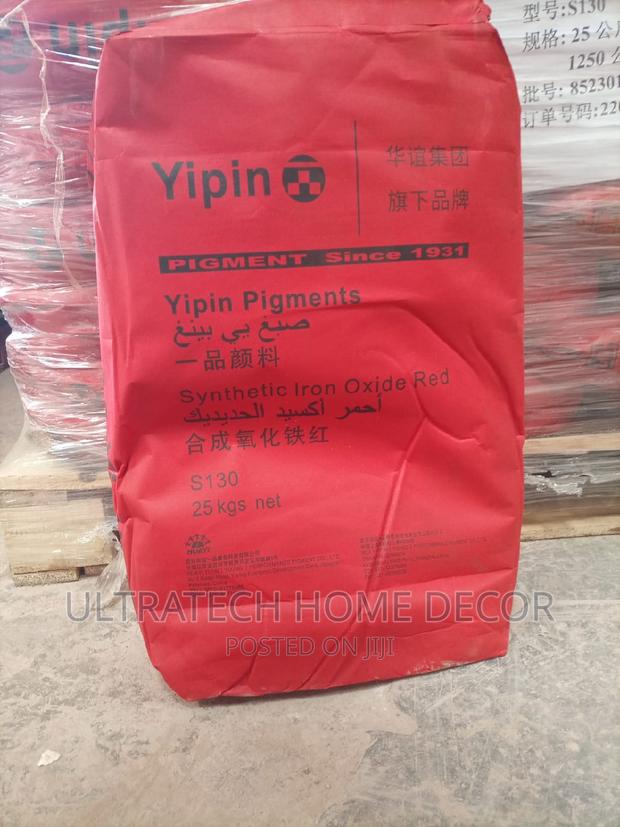 型号:S130
规格: 25 公
1250 公
批号: 85230
订单号码:220
Yipin
华谊集团
旗下品牌
PIGMENT Since 1931
Yipin Pigments
صبغ يي بينغ
一品颜料
Synthetic Iron Oxide Red
أحمر أكسيد الحديديك
合成氧化铁红
S130
25 kgs net
HUAYI
ULTRATECH HOME DECOR
POSTED ON JIJI